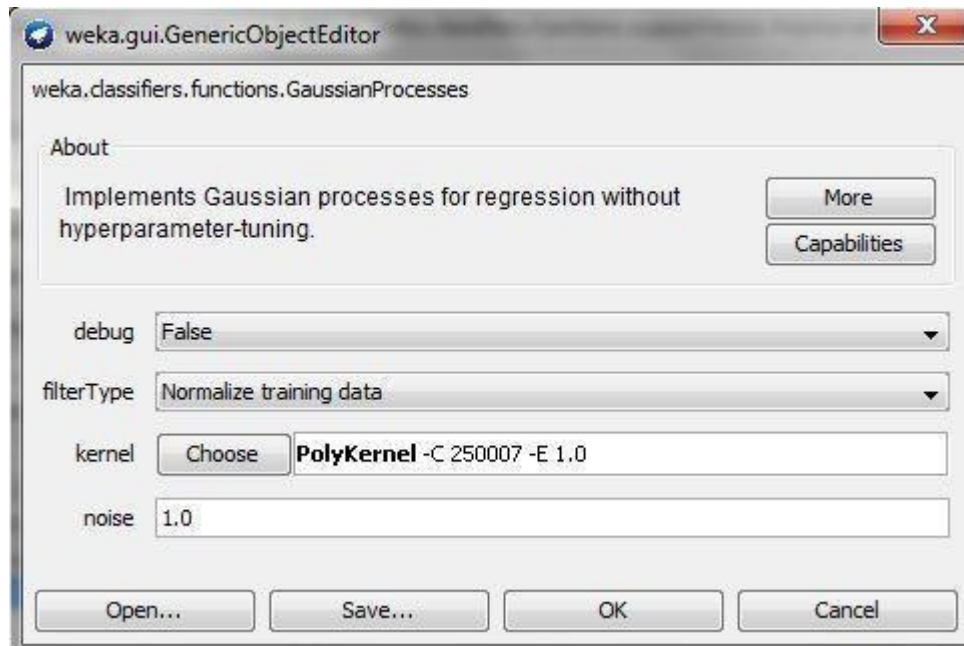 weka.gui.GenericObjectEditor
weka.classifiers.functions.GaussianProcesses
About
Implements Gaussian processes for regression without
hyperparameter-tuning.
More
Capabilities
debug False
filterType Normalize training data
kernel Choose PolyKernel -C 250007 -E 1.0
noise 1.0
Open... Save... OK Cancel